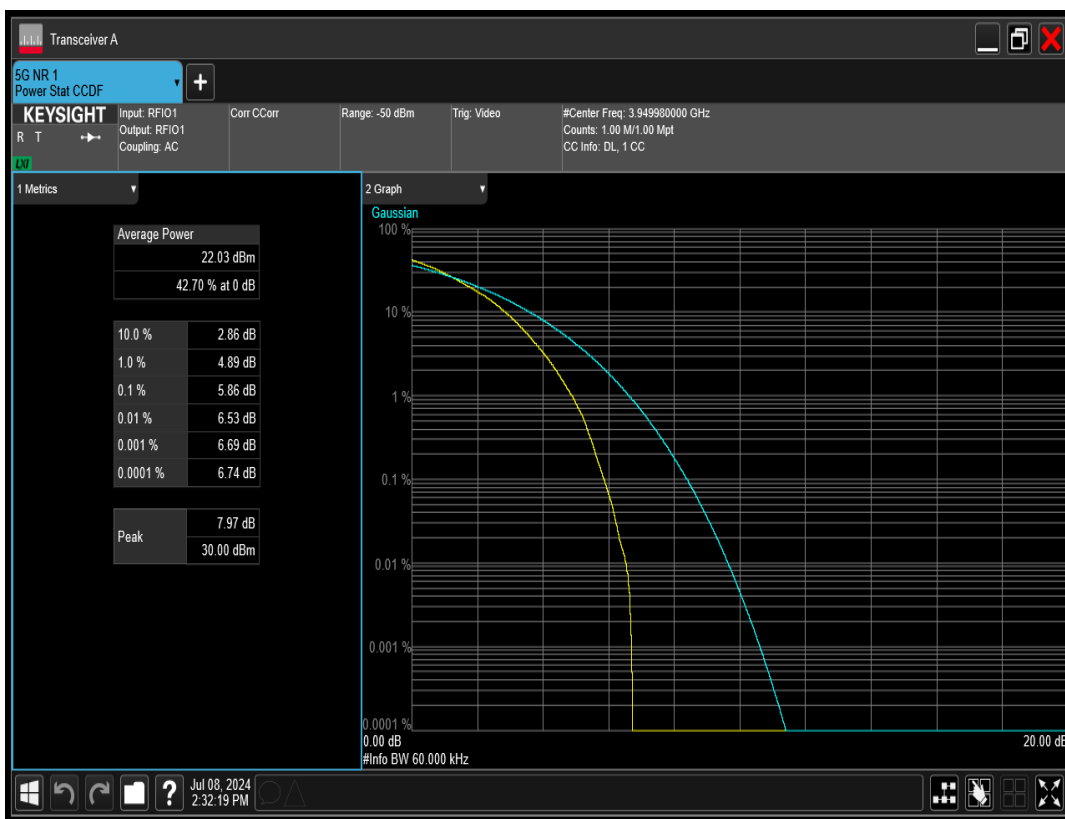 Transceiver A
5G NR 1
Power Stat CCDF
+
KEYSIGHT
R T
LXI
Input: RFIO1
Output: RFIO1
Coupling: AC
Corr CCorr
Range: -50 dBm
Trig: Video
#Center Freq: 3.949980000 GHz
Counts: 1.00 M/1.00 Mpt
CC Info: DL, 1 CC
1 Metrics
Average Power
22.03 dBm
42.70 % at 0 dB
10.0 % 2.86 dB
1.0 % 4.89 dB
0.1 % 5.86 dB
0.01 % 6.53 dB
0.001 % 6.69 dB
0.0001 % 6.74 dB
Peak
7.97 dB
30.00 dBm
2 Graph
Gaussian
100 %
10 %
1 %
0.1 %
0.01 %
0.001 %
0.0001 %
0.00 dB 20.00 dB
#Info BW 60.000 kHz
?
Jul 08, 2024
2:32:19 PM